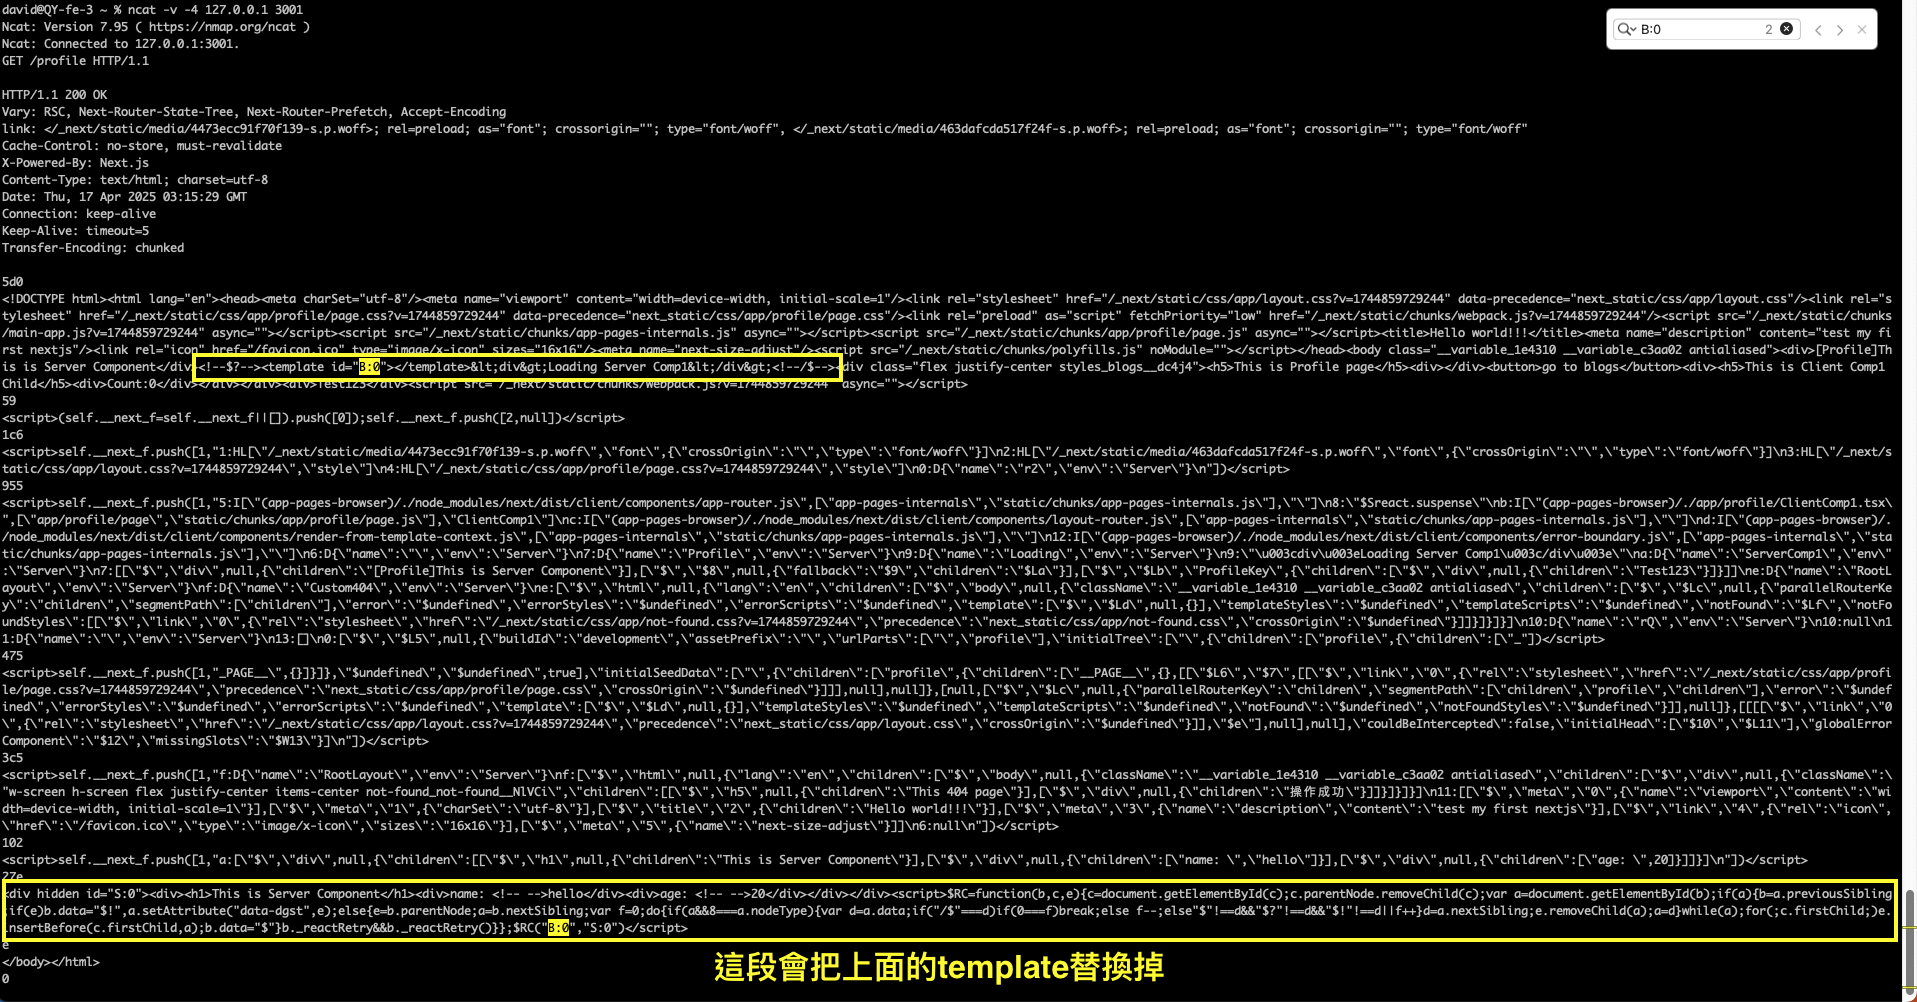 david@QY-fe-3 ~ % ncat -v -4 127.0.0.1 3001
Ncat: Version 7.95 ( https://nmap.org/ncat )
Ncat: Connected to 127.0.0.1:3001.
GET /profile HTTP/1.1
B:0
2
HTTP/1.1 200 OK
Vary: RSC, Next-Router-State-Tree, Next-Router-Prefetch, Accept-Encoding
link: </_next/static/media/4473ecc91f70f139-s.p.woff>; rel=preload; as="font"; crossorigin=""; type="font/woff", </_next/static/media/463dafcda517f24f-s.p.woff>; rel=preload; as="font"; crossorigin=""; type="font/woff"
Cache-Control: no-store, must-revalidate
X-Powered-By: Next.js
Content-Type: text/html; charset=utf-8
Date: Thu, 17 Apr 2025 03:15:29 GMT
Connection: keep-alive
Keep-Alive: timeout=5
Transfer-Encoding: chunked
5d0
<!DOCTYPE html><html lang="en"><head><meta charSet="utf-8"/><meta name="viewport" content="width=device-width, initial-scale=1"/><link rel="stylesheet" href="/_next/static/css/app/layout.css?v=1744859729244" data-precedence="next_static/css/app/layout.css"/><link rel="s
tylesheet" href="/_next/static/css/app/profile/page.css?v=1744859729244" data-precedence="next_static/css/app/profile/page.css"/><link rel="preload" as="script" fetchPriority="low" href="/_next/static/chunks/webpack.js?v=1744859729244"/><script src="/_next/static/chunks
/main-app.js?v=1744859729244" async=""></script><script src="/_next/static/chunks/app-pages-internals.js" async=""></script><script src="/_next/static/chunks/app/profile/page.js" async=""></script><title>Hello world!!!</title><meta name="description" content="test my fi
rst nextjs"/><link rel="icon" href="/favicon.ico" type="image/x-icon" sizes="16x16"/><meta name="next-size-adjust"/><script src="/_next/static/chunks/polyfills.js" noModule=""></script></head><body class="__variable_1e4310 __variable_c3aa02 antialiased"><div>[Profile]Th
is is Server Component</div><!--$?--><template id="B:0"></template>&lt;div&gt;Loading Server Comp1&lt;/div&gt;<!--/$--><div class="flex justify-center styles_blogs__dc4j4"><h5>This is Profile page</h5><div></div><button>go to blogs</button><div><h5>This is Client Comp1
Child</h5><div>Count:0</div></div></div><div>Test123</div><script src="/_next/static/chunks/webpack.js?v=1744859729244" async=""></script>
59
<script>(self.__next_f=self.__next_f||[]).push([0]);self.__next_f.push([2,null])</script>
1c6
<script>self.__next_f.push([1,"1:HL[\"/_next/static/media/4473ecc91f70f139-s.p.woff\",\"font\",{\"crossOrigin\":\"\",\"type\":\"font/woff\"}]\n2:HL[\"/_next/static/media/463dafcda517f24f-s.p.woff\",\"font\",{\"crossOrigin\":\"\",\"type\":\"font/woff\"}]\n3:HL[\"/_next/s
tatic/css/app/layout.css?v=1744859729244\",\"style\"]\n4:HL[\"/_next/static/css/app/profile/page.css?v=1744859729244\",\"style\"]\n0:D{\"name\":\"r2\",\"env\":\"Server\"}\n"])</script>
955
<script>self.__next_f.push([1,"5:I[\"(app-pages-browser)/./node_modules/next/dist/client/components/app-router.js\",[\"app-pages-internals\",\"static/chunks/app-pages-internals.js\"],\"\"]\n8:\"$Sreact.suspense\"\nb:I[\"(app-pages-browser)/./app/profile/ClientComp1.tsx\
",[\"app/profile/page\",\"static/chunks/app/profile/page.js\"],\"ClientComp1\"]\nc:I[\"(app-pages-browser)/./node_modules/next/dist/client/components/layout-router.js\",[\"app-pages-internals\",\"static/chunks/app-pages-internals.js\"],\"\"]\nd:I[\"(app-pages-browser)/.
/node_modules/next/dist/client/components/render-from-template-context.js\",[\"app-pages-internals\",\"static/chunks/app-pages-internals.js\"],\"\"]\n12:I[\"(app-pages-browser)/./node_modules/next/dist/client/components/error-boundary.js\",[\"app-pages-internals\",\"sta
tic/chunks/app-pages-internals.js\"],\"\"]\n6:D{\"name\":\"\",\"env\":\"Server\"}\n7:D{\"name\":\"Profile\",\"env\":\"Server\"}\n9:D{\"name\":\"Loading\",\"env\":\"Server\"}\n9:\"\u003cdiv\u003eLoading Server Comp1\u003c/div\u003e\"\na:D{\"name\":\"ServerComp1\",\"env\"
:\"Server\"}\n7:[[\"$\",\"div\",null,{\"children\":\"[Profile]This is Server Component\"}],[\"$\",\"$8\",null,{\"fallback\":\"$9\",\"children\":\"$La\"}],[\"$\",\"$Lb\",\"ProfileKey\",{\"children\":[\"$\",\"div\",null,{\"children\":\"Test123\"}]}]]\ne:D{\"name\":\"RootL
ayout\",\"env\":\"Server\"}\nf:D{\"name\":\"Custom404\",\"env\":\"Server\"}\ne:[\"$\",\"html\",null,{\"lang\":\"en\",\"children\":[\"$\",\"body\",null,{\"className\":\"__variable_1e4310 __variable_c3aa02 antialiased\",\"children\":[\"$\",\"$Lc\",null,{\"parallelRouterKe
y\":\"children\",\"segmentPath\":[\"children\"],\"error\":\"$undefined\",\"errorStyles\":\"$undefined\",\"errorScripts\":\"$undefined\",\"template\":[\"$\",\"$Ld\",null,{}],\"templateStyles\":\"$undefined\",\"templateScripts\":\"$undefined\",\"notFound\":\"$Lf\",\"notFo
undStyles\":[[\"$\",\"link\",\"0\",{\"rel\":\"stylesheet\",\"href\":\"/_next/static/css/app/not-found.css?v=1744859729244\",\"precedence\":\"next_static/css/app/not-found.css\",\"crossOrigin\":\"$undefined\"}]]}]}]}]\n10:D{\"name\":\"rQ\",\"env\":\"Server\"}\n10:null\n1
1:D{\"name\":\"\",\"env\":\"Server\"}\n13:[]\n0:[\"$\",\"$L5\",null,{\"buildId\":\"development\",\"assetPrefix\":\"\",\"urlParts\":[\"\",\"profile\"],\"initialTree\":[\"\",{\"children\":[\"profile\",{\"children\":[\"_"])</script>
475
<script>self.__next_f.push([1,"_PAGE__\",{}]}]},\"$undefined\",\"$undefined\",true],\"initialSeedData\":[\"\",{\"children\":[\"profile\",{\"children\":[\"__PAGE__\",{},[[\"$L6\",\"$7\",[[\"$\",\"link\",\"0\",{\"rel\":\"stylesheet\",\"href\":\"/_next/static/css/app/profi
le/page.css?v=1744859729244\",\"precedence\":\"next_static/css/app/profile/page.css\",\"crossOrigin\":\"$undefined\"}]]],null],null]},[null,[\"$\",\"$Lc\",null,{\"parallelRouterKey\":\"children\",\"segmentPath\":[\"children\",\"profile\",\"children\"],\"error\":\"$undef
ined\",\"errorStyles\":\"$undefined\",\"errorScripts\":\"$undefined\",\"template\":[\"$\",\"$Ld\",null,{}],\"templateStyles\":\"$undefined\",\"templateScripts\":\"$undefined\",\"notFound\":\"$undefined\",\"notFoundStyles\":\"$undefined\"}]],null]},[[[[\"$\",\"link\",\"0
\",{\"rel\":\"stylesheet\",\"href\":\"/_next/static/css/app/layout.css?v=1744859729244\",\"precedence\":\"next_static/css/app/layout.css\",\"crossOrigin\":\"$undefined\"}]],\"$e\"],null],null],\"couldBeIntercepted\":false,\"initialHead\":[\"$10\",\"$L11\"],\"globalError
Component\":\"$12\",\"missingSlots\":\"$W13\"}]\n"])</script>
3c5
<script>self.__next_f.push([1,"f:D{\"name\":\"RootLayout\",\"env\":\"Server\"}\nf:[\"$\",\"html\",null,{\"lang\":\"en\",\"children\":[\"$\",\"body\",null,{\"className\":\"__variable_1e4310 __variable_c3aa02 antialiased\",\"children\":[\"$\",\"div\",null,{\"className\":\
"w-screen h-screen flex justify-center items-center not-found_not-found__NlVCi\",\"children\":[[\"$\",\"h5\",null,{\"children\":\"This 404 page\"}],[\"$\",\"div\",null,{\"children\":\"操作成功\"}]]}]}]}]\n11:[[\"$\",\"meta\",\"0\",{\"name\":\"viewport\",\"content\":\"wi
dth=device-width, initial-scale=1\"}],[\"$\",\"meta\",\"1\",{\"charSet\":\"utf-8\"}],[\"$\",\"title\",\"2\",{\"children\":\"Hello world!!!\"}],[\"$\",\"meta\",\"3\",{\"name\":\"description\",\"content\":\"test my first nextjs\"}],[\"$\",\"link\",\"4\",{\"rel\":\"icon\",
\"href\":\"/favicon.ico\",\"type\":\"image/x-icon\",\"sizes\":\"16x16\"}],[\"$\",\"meta\",\"5\",{\"name\":\"next-size-adjust\"}]]\n6:null\n"])</script>
102
<script>self.__next_f.push([1,"a:[\"$\",\"div\",null,{\"children\":[[\"$\",\"h1\",null,{\"children\":\"This is Server Component\"}],[\"$\",\"div\",null,{\"children\":[\"name: \",\"hello\"]}],[\"$\",\"div\",null,{\"children\":[\"age: \",20]}]]}]\n"])</script>
27e
<div hidden id="S:0"><div><h1>This is Server Component</h1><div>name: <!-- -->hello</div><div>age: <!-- -->20</div></div></div><script>$RC=function(b,c,e){c=document.getElementById(c);c.parentNode.removeChild(c);var a=document.getElementById(b);if(a){b=a.previousSibling
;if(e)b.data="$!",a.setAttribute("data-dgst",e);else{e=b.parentNode;a=b.nextSibling;var f=0;do{if(a&&8===a.nodeType){var d=a.data;if("/$"===d)if(0===f)break;else f--;else"$"!==d&&"$?"!==d&&"$!"!==d||f++}d=a.nextSibling;e.removeChild(a);a=d}while(a);for(;c.firstChild;)e.
insertBefore(c.firstChild,a);b.data="$"}b._reactRetry&&b._reactRetry()}};$RC("B:0","S:0")</script>
e
</body></html>
0
這段會把上面的template替換掉